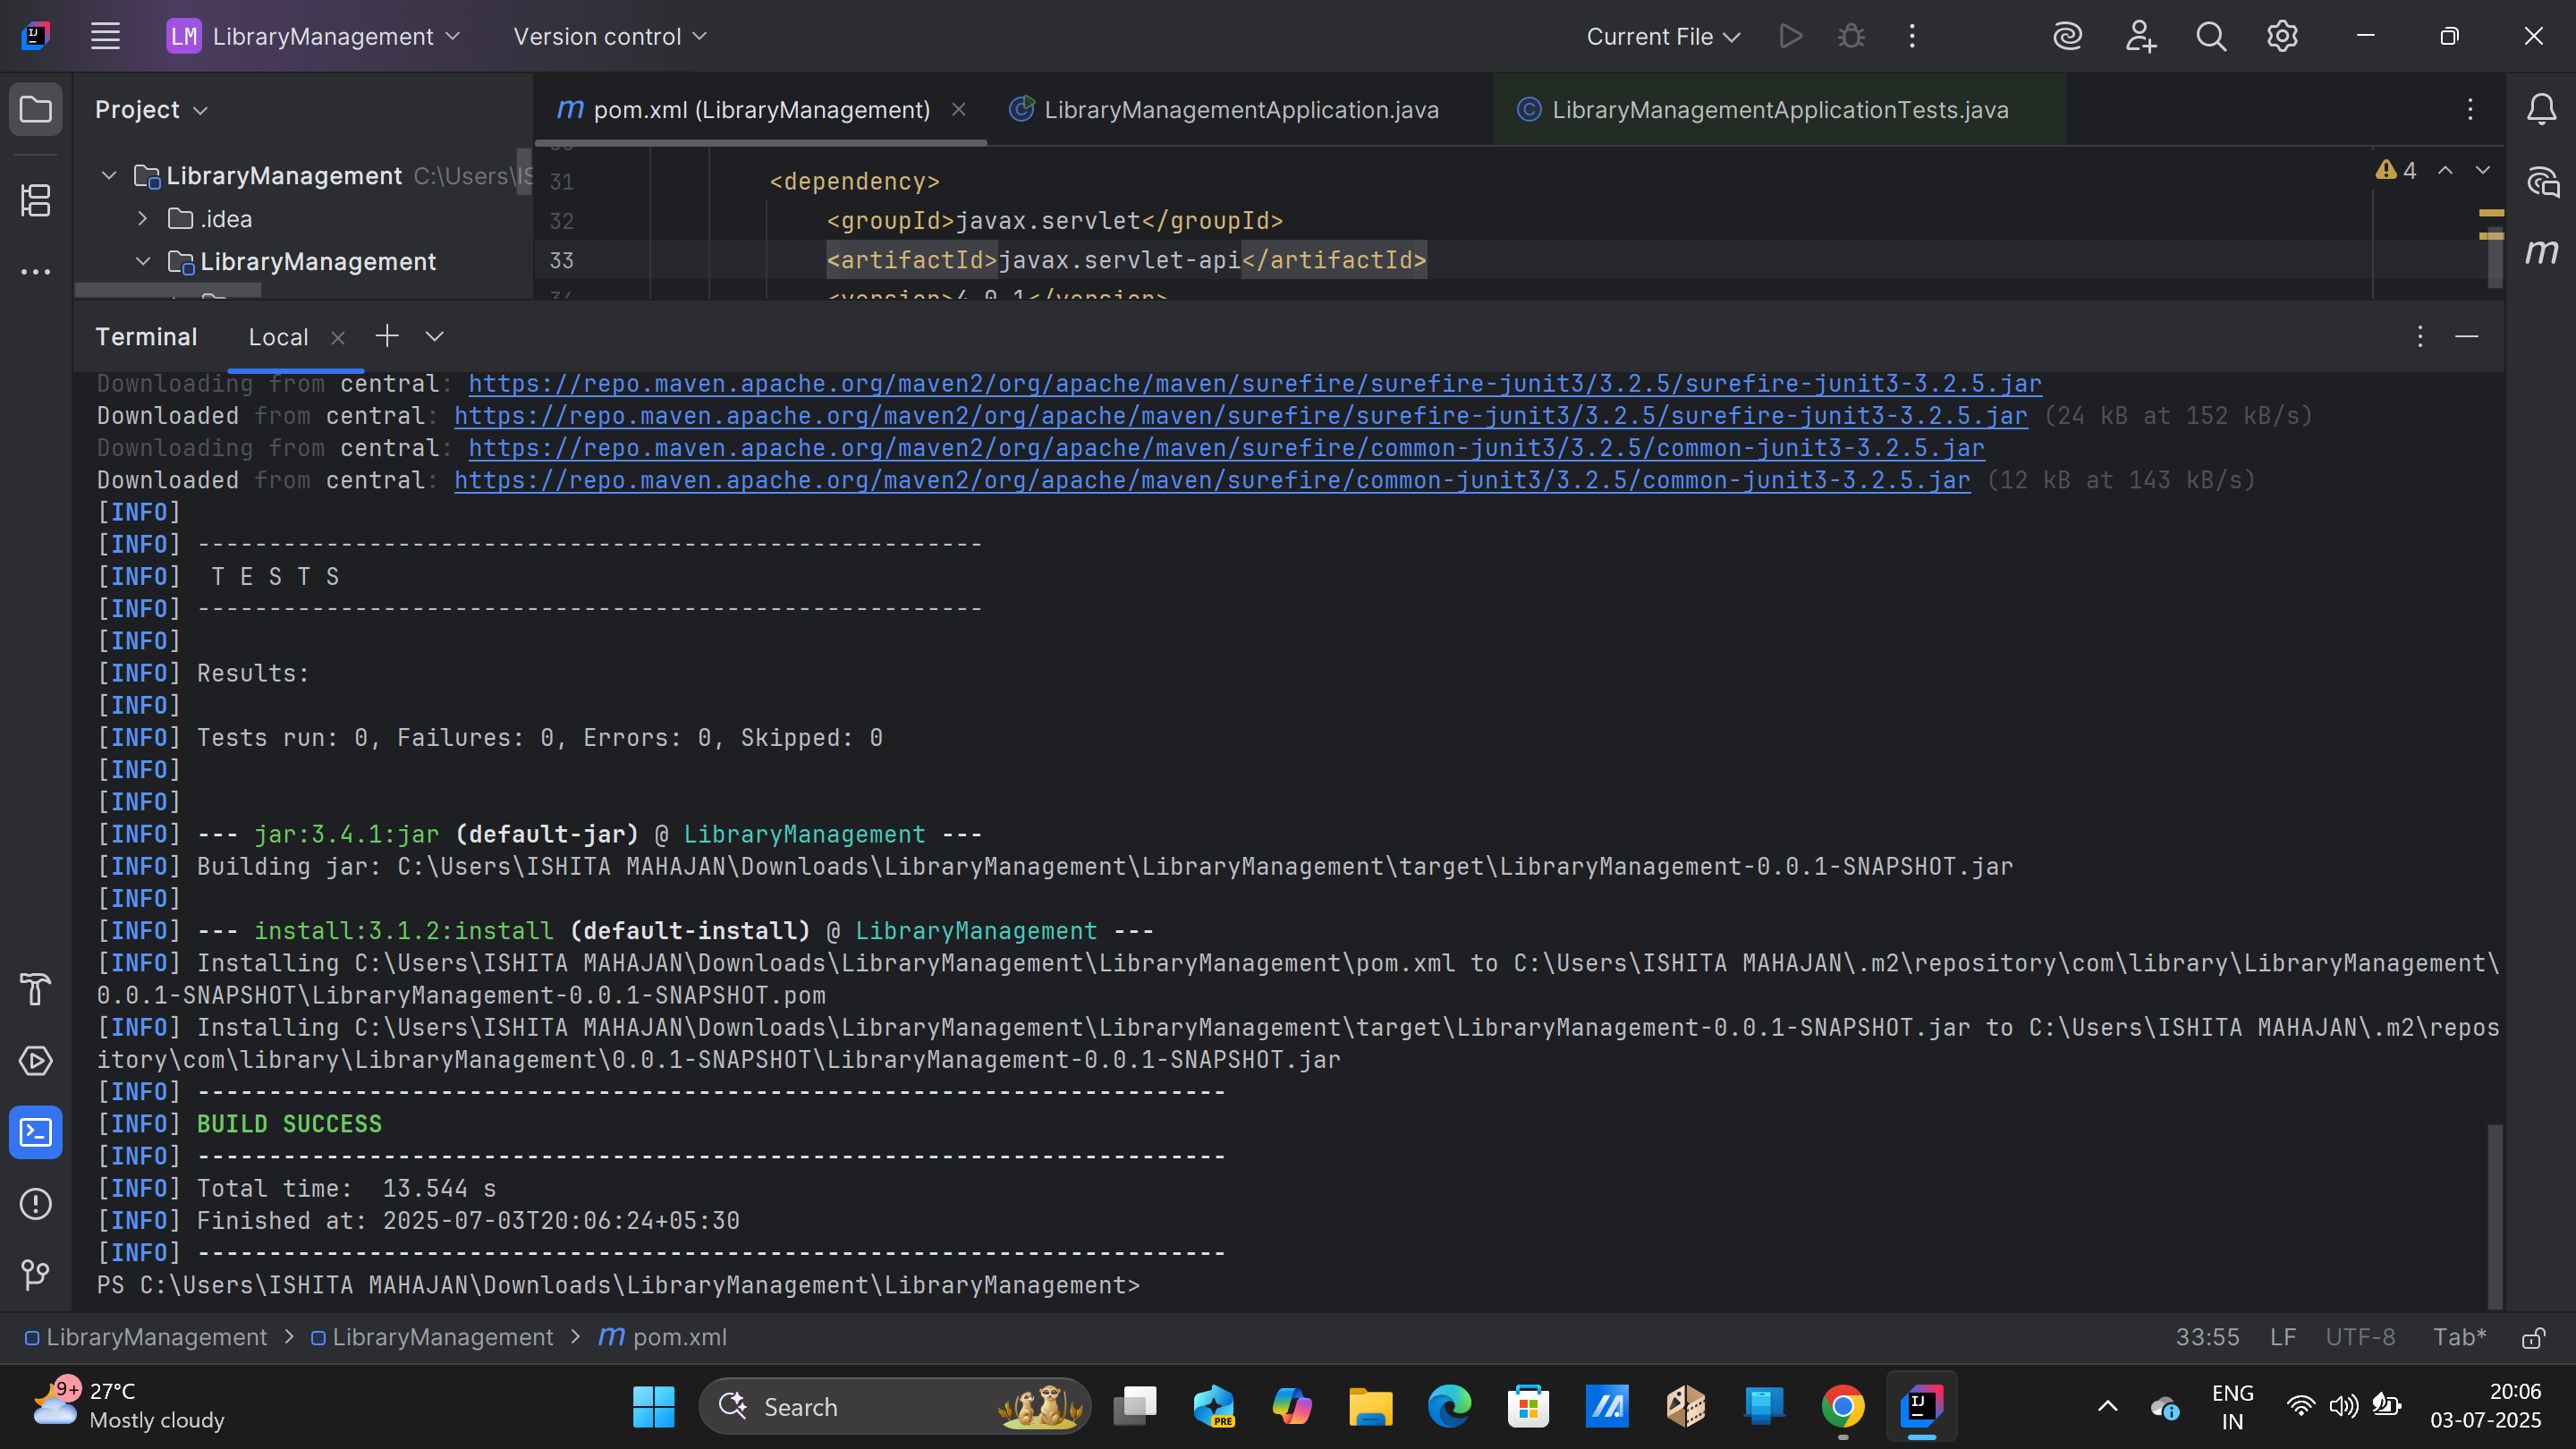 LM LibraryManagement Version control Current File
Project
pom.xml (LibraryManagement) LibraryManagementApplication.java LibraryManagementApplicationTests.java
LibraryManagement C:\Users\IS
.idea
LibraryManagement
31 <dependency>
32 <groupId>javax.servlet</groupId>
33 <artifactId>javax.servlet-api</artifactId>
34 <version>4.0.1</version>
4
Terminal Local
Downloading from central: https://repo.maven.apache.org/maven2/org/apache/maven/surefire/surefire-junit3/3.2.5/surefire-junit3-3.2.5.jar
Downloaded from central: https://repo.maven.apache.org/maven2/org/apache/maven/surefire/surefire-junit3/3.2.5/surefire-junit3-3.2.5.jar (24 kB at 152 kB/s)
Downloading from central: https://repo.maven.apache.org/maven2/org/apache/maven/surefire/common-junit3/3.2.5/common-junit3-3.2.5.jar
Downloaded from central: https://repo.maven.apache.org/maven2/org/apache/maven/surefire/common-junit3/3.2.5/common-junit3-3.2.5.jar (12 kB at 143 kB/s)
[INFO]
[INFO] -------------------------------------------------------
[INFO]  T E S T S
[INFO] -------------------------------------------------------
[INFO]
[INFO] Results:
[INFO]
[INFO] Tests run: 0, Failures: 0, Errors: 0, Skipped: 0
[INFO]
[INFO]
[INFO] --- jar:3.4.1:jar (default-jar) @ LibraryManagement ---
[INFO] Building jar: C:\Users\ISHITA MAHAJAN\Downloads\LibraryManagement\LibraryManagement\target\LibraryManagement-0.0.1-SNAPSHOT.jar
[INFO]
[INFO] --- install:3.1.2:install (default-install) @ LibraryManagement ---
[INFO] Installing C:\Users\ISHITA MAHAJAN\Downloads\LibraryManagement\LibraryManagement\pom.xml to C:\Users\ISHITA MAHAJAN\.m2\repository\com\library\LibraryManagement\
0.0.1-SNAPSHOT\LibraryManagement-0.0.1-SNAPSHOT.pom
[INFO] Installing C:\Users\ISHITA MAHAJAN\Downloads\LibraryManagement\LibraryManagement\target\LibraryManagement-0.0.1-SNAPSHOT.jar to C:\Users\ISHITA MAHAJAN\.m2\repos
itory\com\library\LibraryManagement\0.0.1-SNAPSHOT\LibraryManagement-0.0.1-SNAPSHOT.jar
[INFO] ------------------------------------------------------------------------
[INFO] BUILD SUCCESS
[INFO] ------------------------------------------------------------------------
[INFO] Total time:  13.544 s
[INFO] Finished at: 2025-07-03T20:06:24+05:30
[INFO] ------------------------------------------------------------------------
PS C:\Users\ISHITA MAHAJAN\Downloads\LibraryManagement\LibraryManagement>
LibraryManagement > LibraryManagement > m pom.xml 33:55 LF UTF-8 Tab*
9+ 27°C
Mostly cloudy
Search
PRE
ENG
IN
20:06
03-07-2025